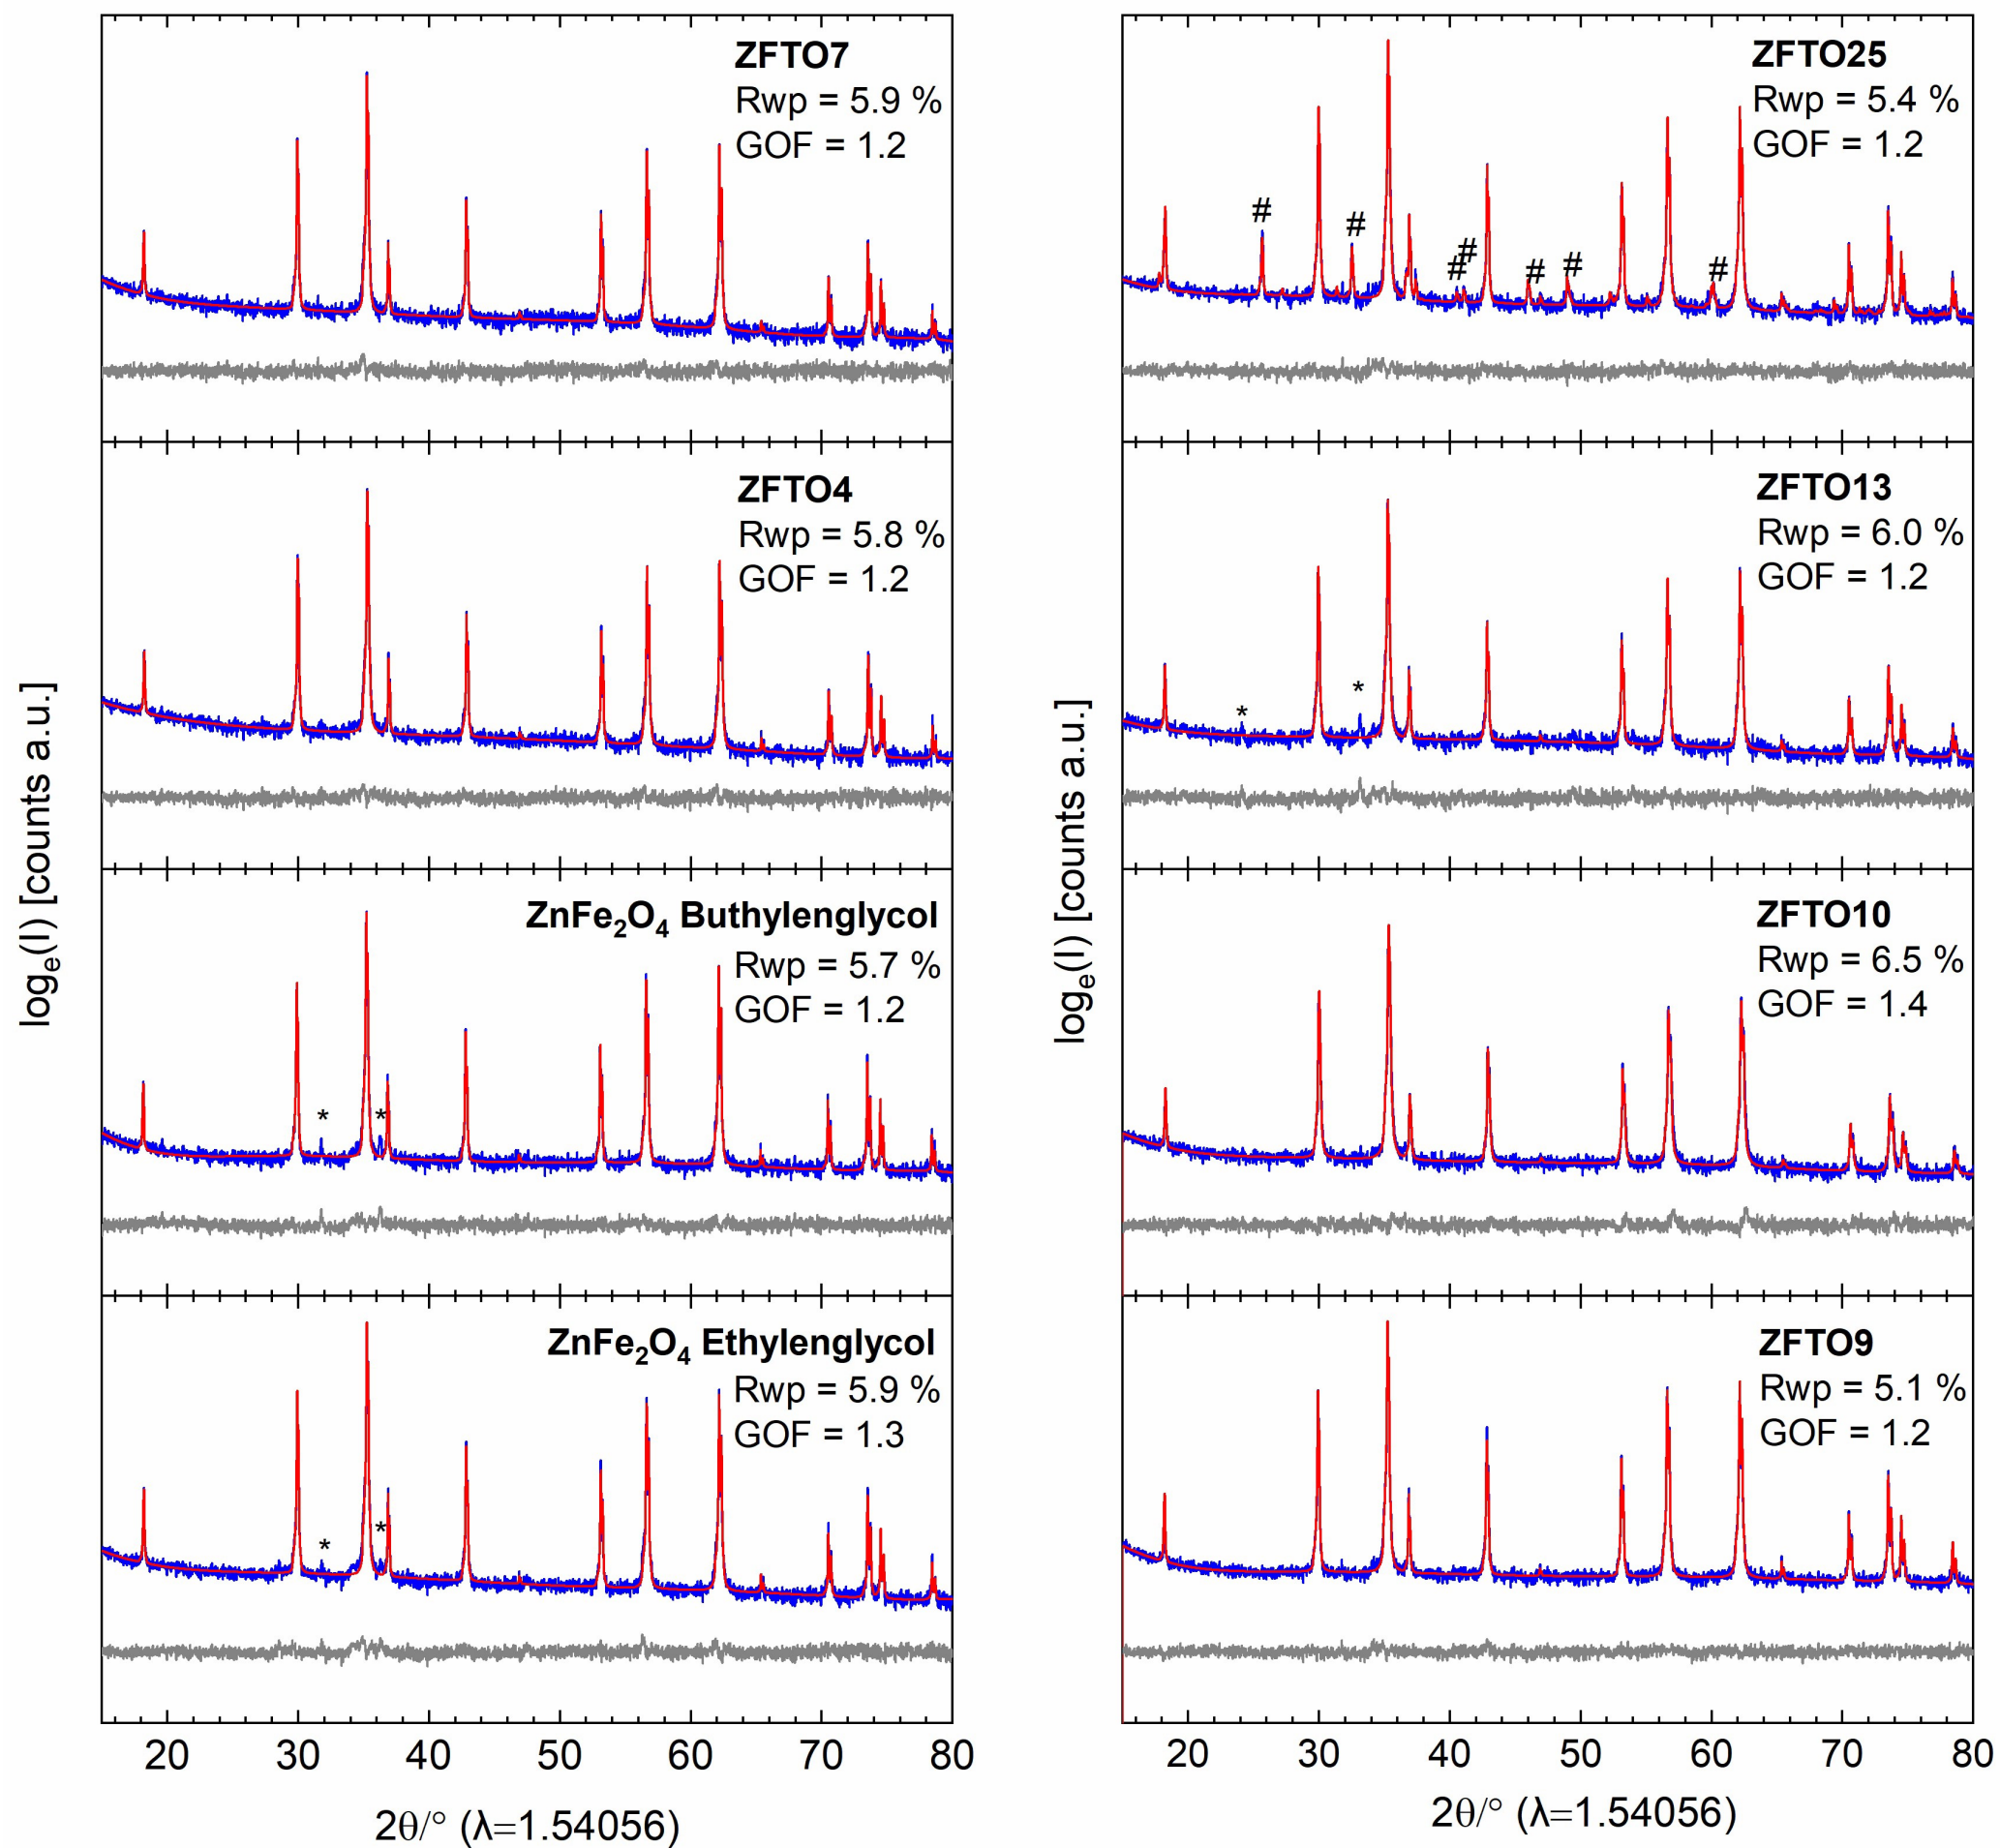 ZFTO7
Rwp = 5.9 %
GOF = 1.2
ZFTO4
Rwp = 5.8 %
GOF = 1.2
ZnFe₂O₄ Buthylenglycol
Rwp = 5.7 %
GOF = 1.2
* *
ZnFe₂O₄ Ethylenglycol
Rwp = 5.9 %
GOF = 1.3
* *
logₑ(I) [counts a.u.]
20 30 40 50 60 70 80
2θ/° (λ=1.54056)
ZFTO25
Rwp = 5.4 %
GOF = 1.2
# # # # # # #
ZFTO13
Rwp = 6.0 %
GOF = 1.2
* *
ZFTO10
Rwp = 6.5 %
GOF = 1.4
ZFTO9
Rwp = 5.1 %
GOF = 1.2
logₑ(I) [counts a.u.]
20 30 40 50 60 70 80
2θ/° (λ=1.54056)